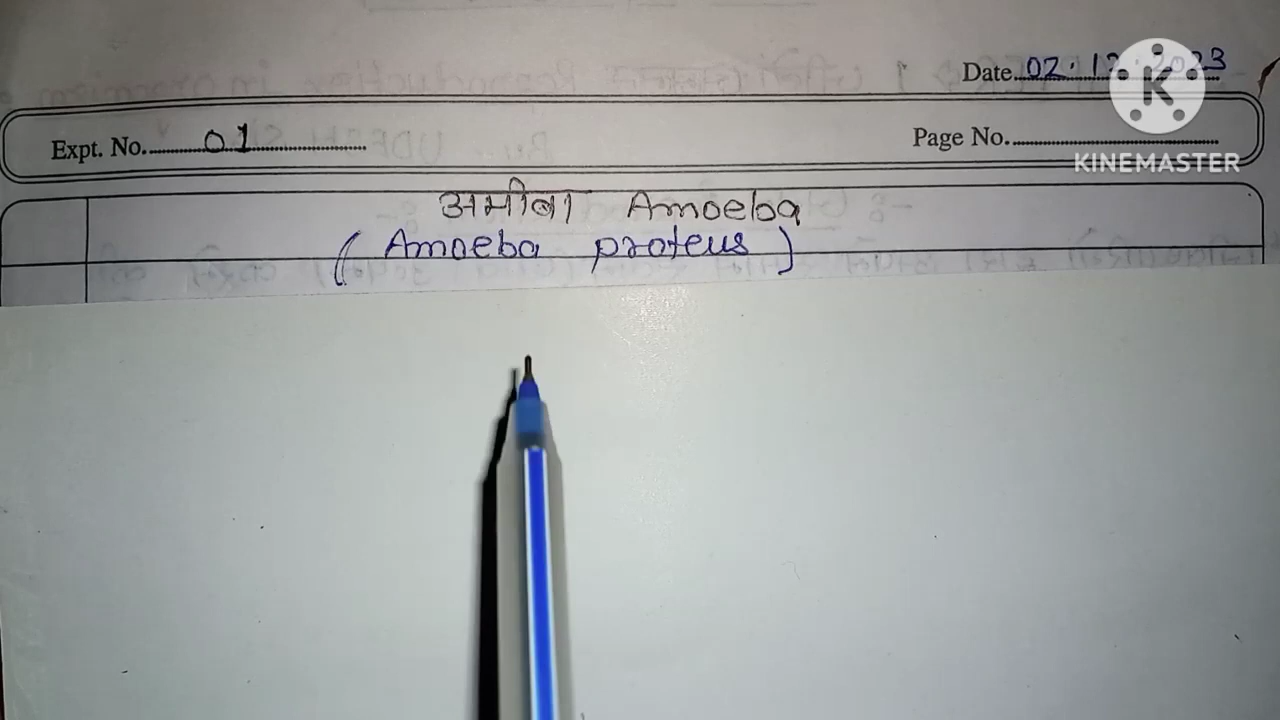 Date 02.12.2023
Expt. No. 01
Page No.
KINEMASTER
अमीबा Amoeba
(Amoeba proteus)